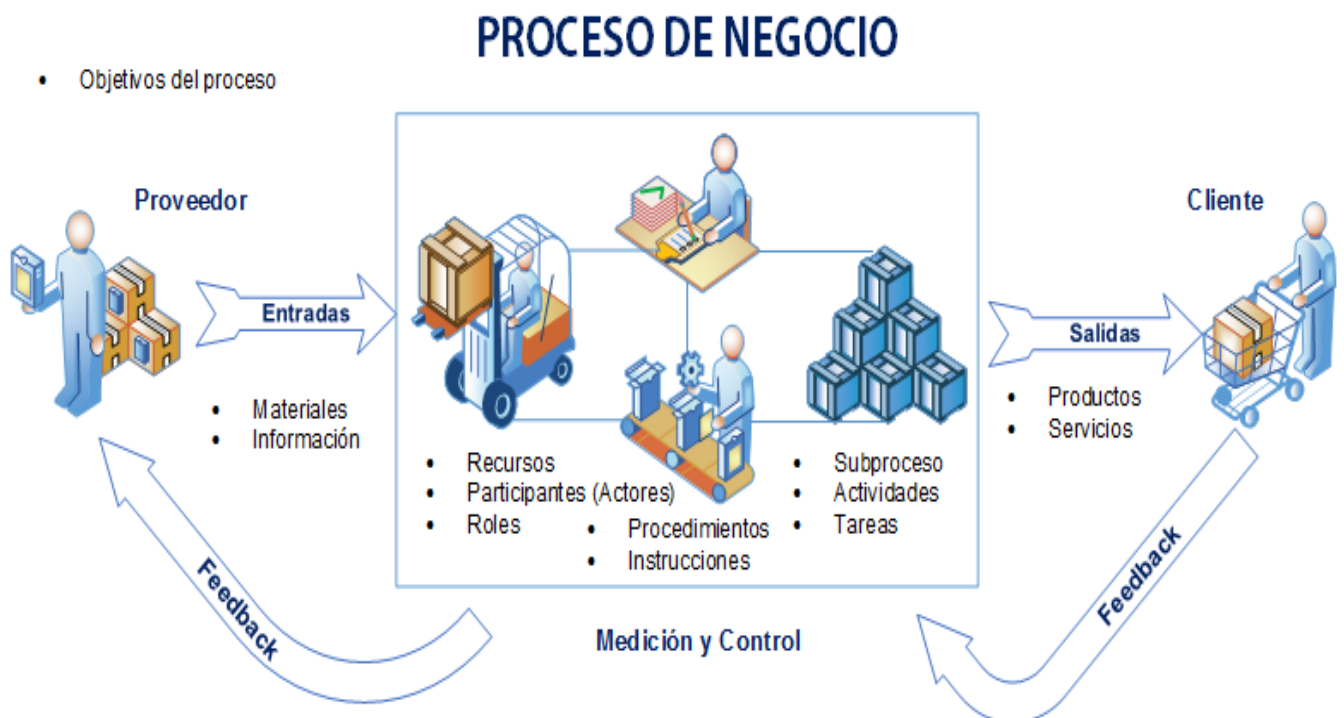 PROCESO DE NEGOCIO
• Objetivos del proceso
Proveedor
Cliente
Entradas
Salidas
• Materiales
• Información
• Productos
• Servicios
• Recursos
• Participantes (Actores)
• Roles
• Procedimientos
• Instrucciones
• Subproceso
• Actividades
• Tareas
Feedback
Medición y Control
Feedback